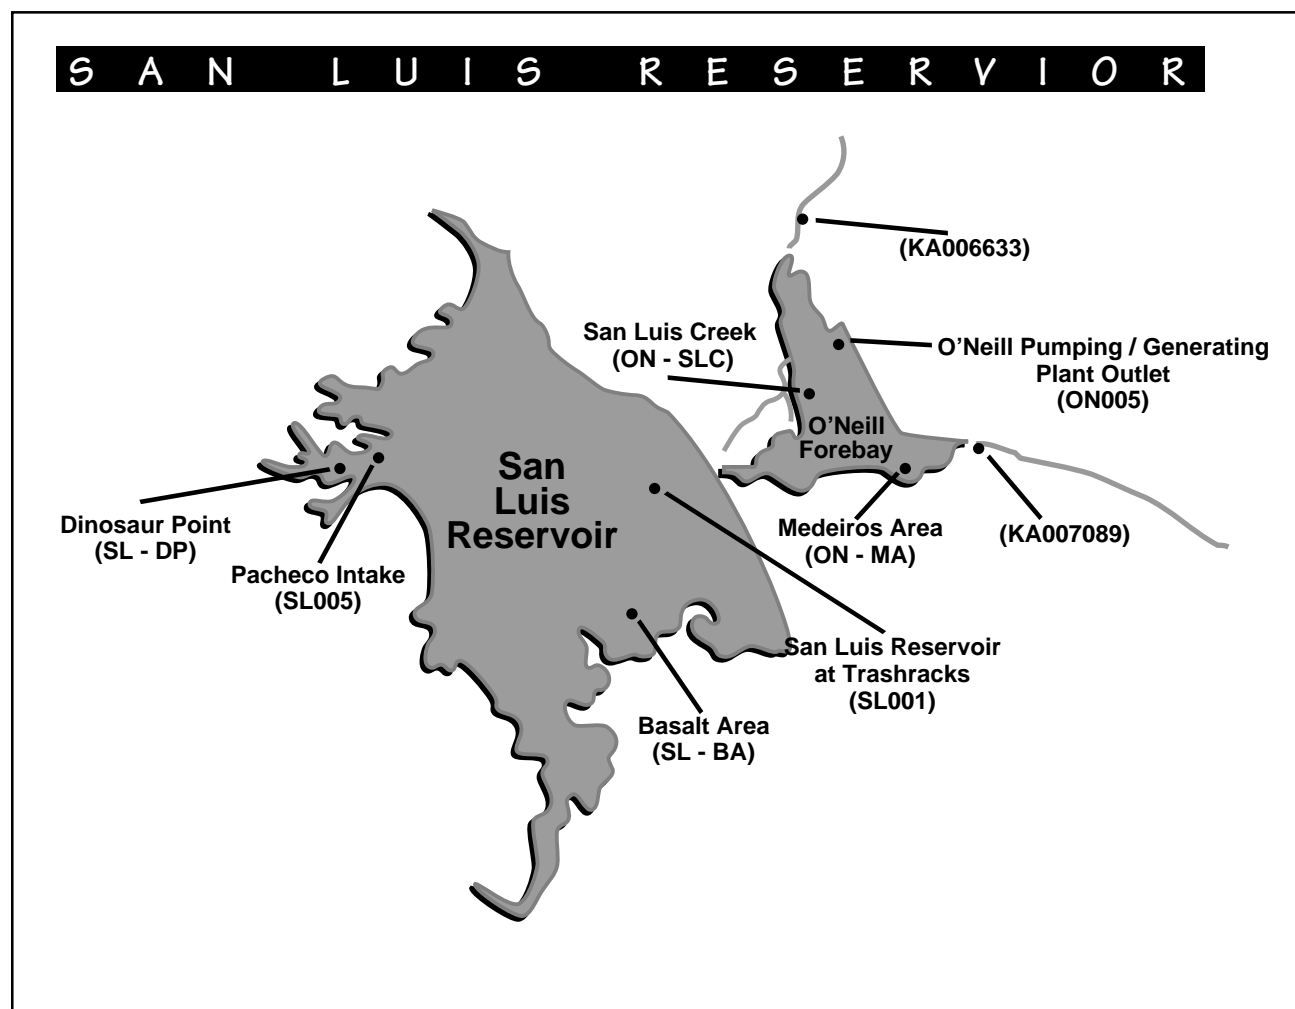 SAN LUIS RESERVIOR
(KA006633)
San Luis Creek
(ON - SLC)
O'Neill Pumping / Generating
Plant Outlet
(ON005)
O'Neill
Forebay
San
Luis
Reservoir
Dinosaur Point
(SL - DP)
Pacheco Intake
(SL005)
Medeiros Area
(ON - MA)
(KA007089)
San Luis Reservoir
at Trashracks
(SL001)
Basalt Area
(SL - BA)